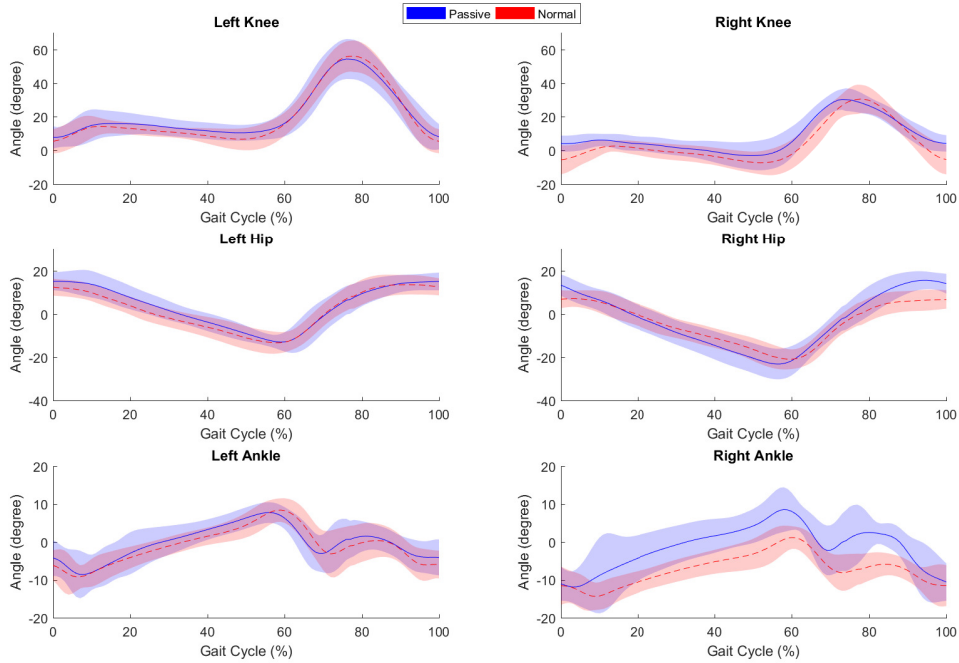 Passive Normal
Left Knee
Angle (degree)
60
40
20
0
-20
0 20 40 60 80 100
Gait Cycle (%)
Right Knee
Angle (degree)
60
40
20
0
-20
0 20 40 60 80 100
Gait Cycle (%)
Left Hip
Angle (degree)
20
0
-20
-40
0 20 40 60 80 100
Gait Cycle (%)
Right Hip
Angle (degree)
20
0
-20
-40
0 20 40 60 80 100
Gait Cycle (%)
Left Ankle
Angle (degree)
20
10
0
-10
-20
0 20 40 60 80 100
Gait Cycle (%)
Right Ankle
Angle (degree)
20
10
0
-10
-20
0 20 40 60 80 100
Gait Cycle (%)